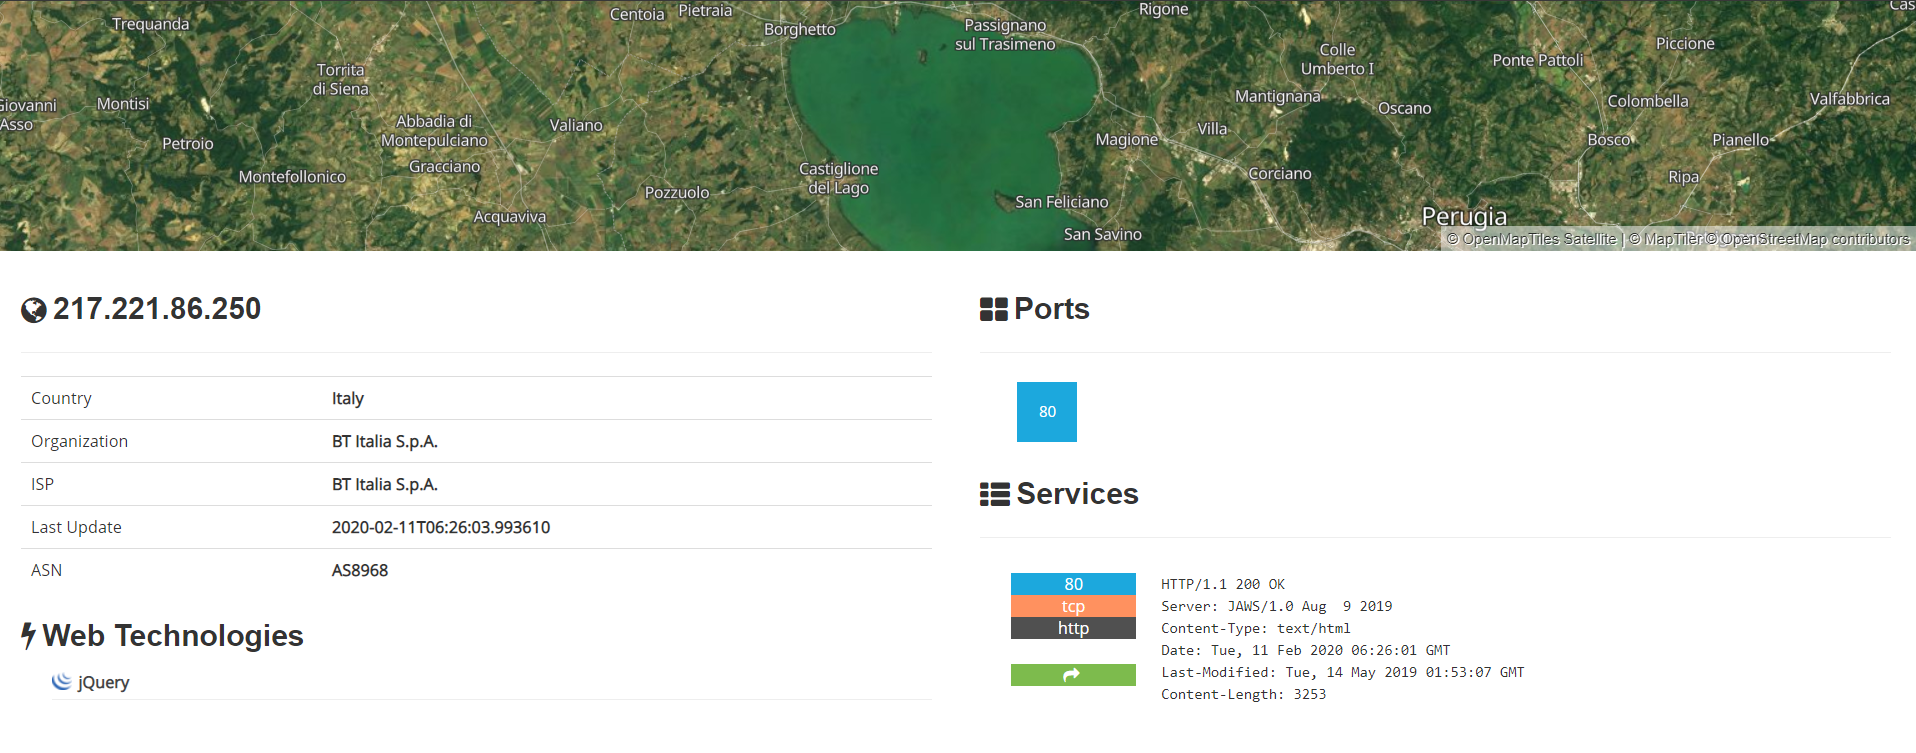 Trequanda
Centoia
Pietraia
Borghetto
Passignano
sul Trasimeno
Rigone
Colle
Umberto I
Ponte Pattoli
Piccione
Cas
Torrita
di Siena
Giovanni
Asso
Montisi
Petroio
Abbadia di
Montepulciano
Gracciano
Montefollonico
Acquaviva
Valiano
Pozzuolo
Castiglione
del Lago
San Feliciano
San Savino
Magione
Mantignana
Villa
Corciano
Oscano
Colombella
Valfabbrica
Bosco
Pianello
Ripa
Perugia
© OpenMapTiles Satellite | © MapTiler © OpenStreetMap contributors
217.221.86.250
Country Italy
Organization BT Italia S.p.A.
ISP BT Italia S.p.A.
Last Update 2020-02-11T06:26:03.993610
ASN AS8968
Web Technologies
jQuery
Ports
80
Services
80
tcp
http
HTTP/1.1 200 OK
Server: JAWS/1.0 Aug  9 2019
Content-Type: text/html
Date: Tue, 11 Feb 2020 06:26:01 GMT
Last-Modified: Tue, 14 May 2019 01:53:07 GMT
Content-Length: 3253